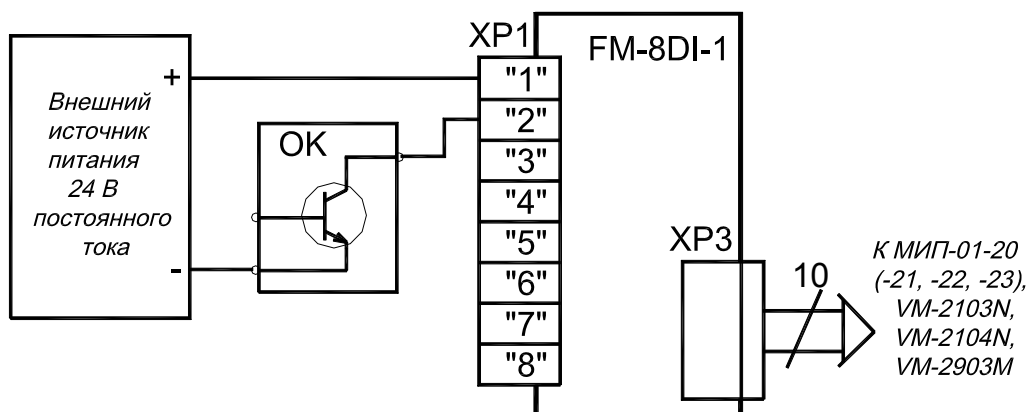 XP1
FM-8DI-1
+
"1"
Внешний
источник
питания
24 В
постоянного
тока
-
OK
"2"
"3"
"4"
"5"
"6"
"7"
"8"
XP3
10
К МИП-01-20
(-21, -22, -23),
VM-2103N,
VM-2104N,
VM-2903M